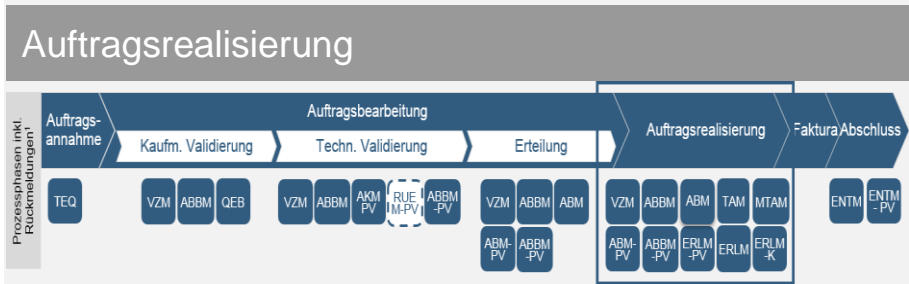 Auftragsrealisierung
Prozessphasen inkl.
Rückmeldungen¹
Auftrags-
annahme
Auftragsbearbeitung
Kaufm. Validierung
Techn. Validierung
Erteilung
Auftragsrealisierung
Faktura
Abschluss
TEQ
VZM
ABBM
QEB
VZM
ABBM
AKM
PV
RUE
M-PV
ABBM
-PV
VZM
ABBM
ABM
ABM-
PV
ABBM
-PV
VZM
ABBM
ABM
TAM
MTAM
ABM-
PV
ABBM
-PV
ERLM
-PV
ERLM
ERLM
-K
ENTM
ENTM
- PV